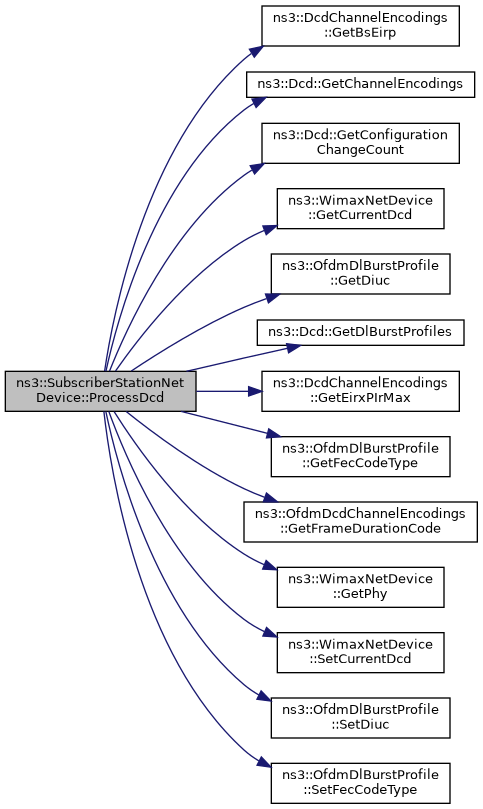 ns3::DcdChannelEncodings
::GetBsEirp
ns3::Dcd::GetChannelEncodings
ns3::Dcd::GetConfiguration
ChangeCount
ns3::WimaxNetDevice
::GetCurrentDcd
ns3::OfdmDlBurstProfile
::GetDiuc
ns3::Dcd::GetDlBurstProfiles
ns3::SubscriberStationNet
Device::ProcessDcd
ns3::DcdChannelEncodings
::GetEirxPIrMax
ns3::OfdmDlBurstProfile
::GetFecCodeType
ns3::OfdmDcdChannelEncodings
::GetFrameDurationCode
ns3::WimaxNetDevice
::GetPhy
ns3::WimaxNetDevice
::SetCurrentDcd
ns3::OfdmDlBurstProfile
::SetDiuc
ns3::OfdmDlBurstProfile
::SetFecCodeType